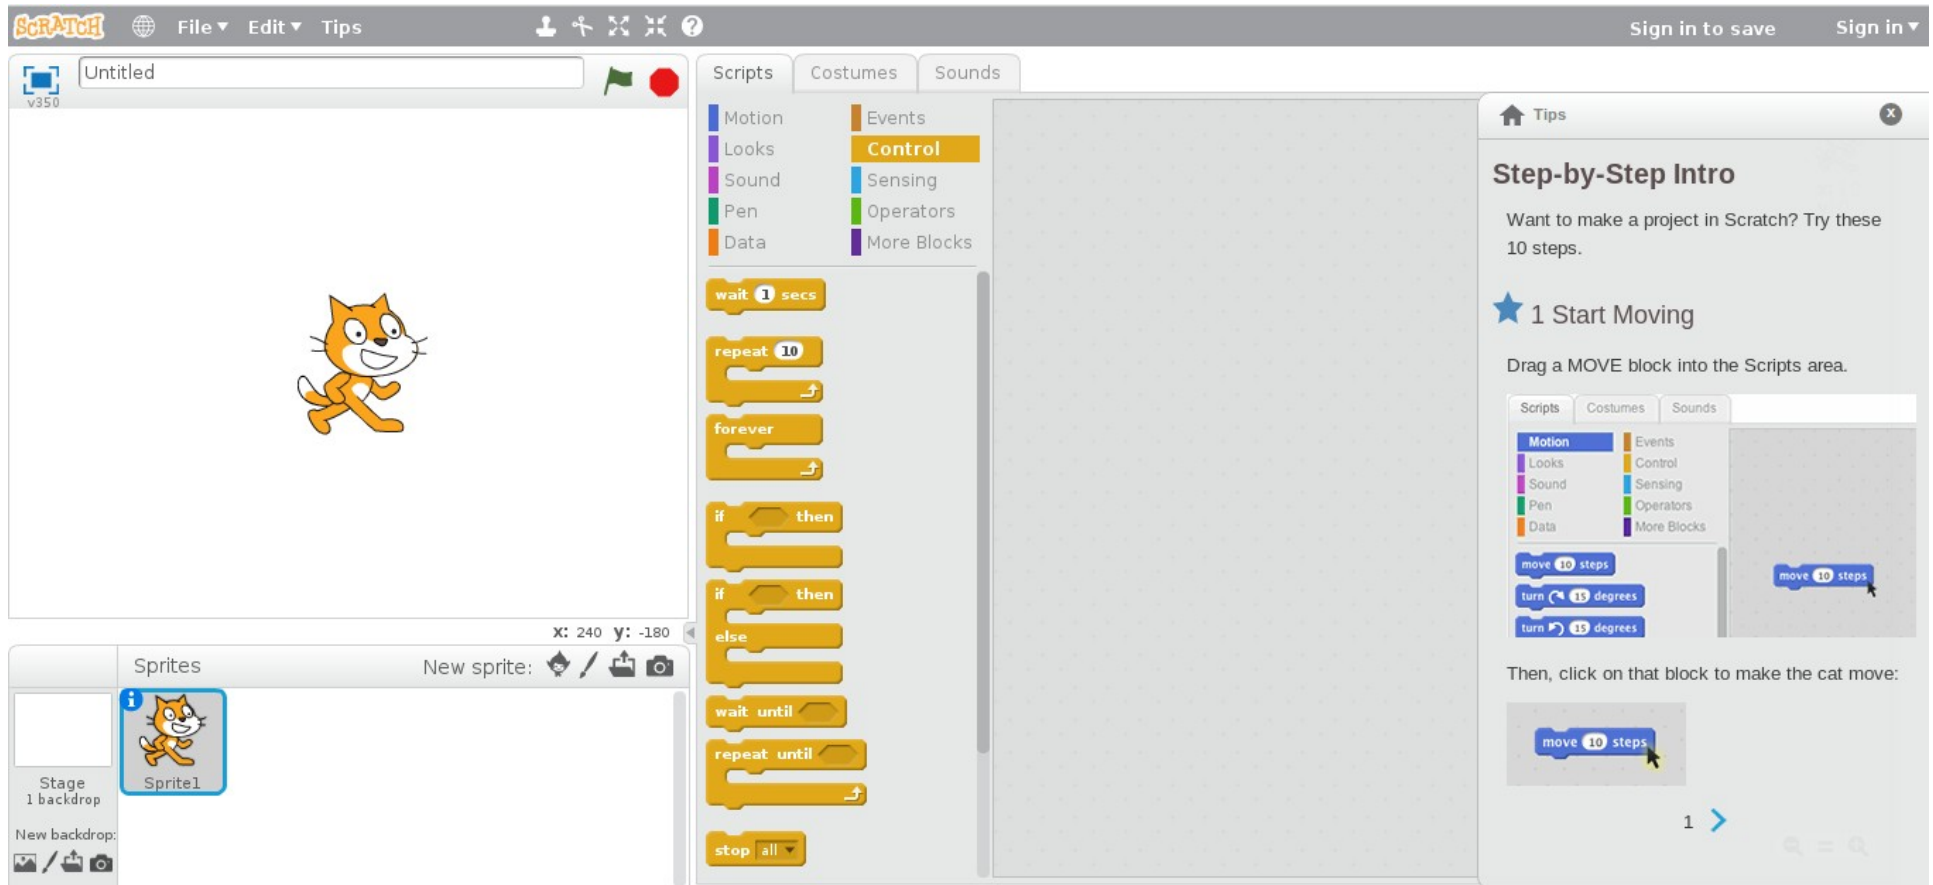 SCRATCH File Edit Tips Sign in to save Sign in
v350 Untitled
x: 240 y: -180
Sprites New sprite:
Sprite1
Stage
1 backdrop
New backdrop:
Scripts Costumes Sounds
Motion Events
Looks Control
Sound Sensing
Pen Operators
Data More Blocks
wait 1 secs
repeat 10
forever
if then
if then
else
wait until
repeat until
stop all
Tips
Step-by-Step Intro
Want to make a project in Scratch? Try these
10 steps.
1 Start Moving
Drag a MOVE block into the Scripts area.
Scripts Costumes Sounds
Motion Events
Looks Control
Sound Sensing
Pen Operators
Data More Blocks
move 10 steps
turn 15 degrees
turn 15 degrees
move 10 steps
Then, click on that block to make the cat move:
move 10 steps
1